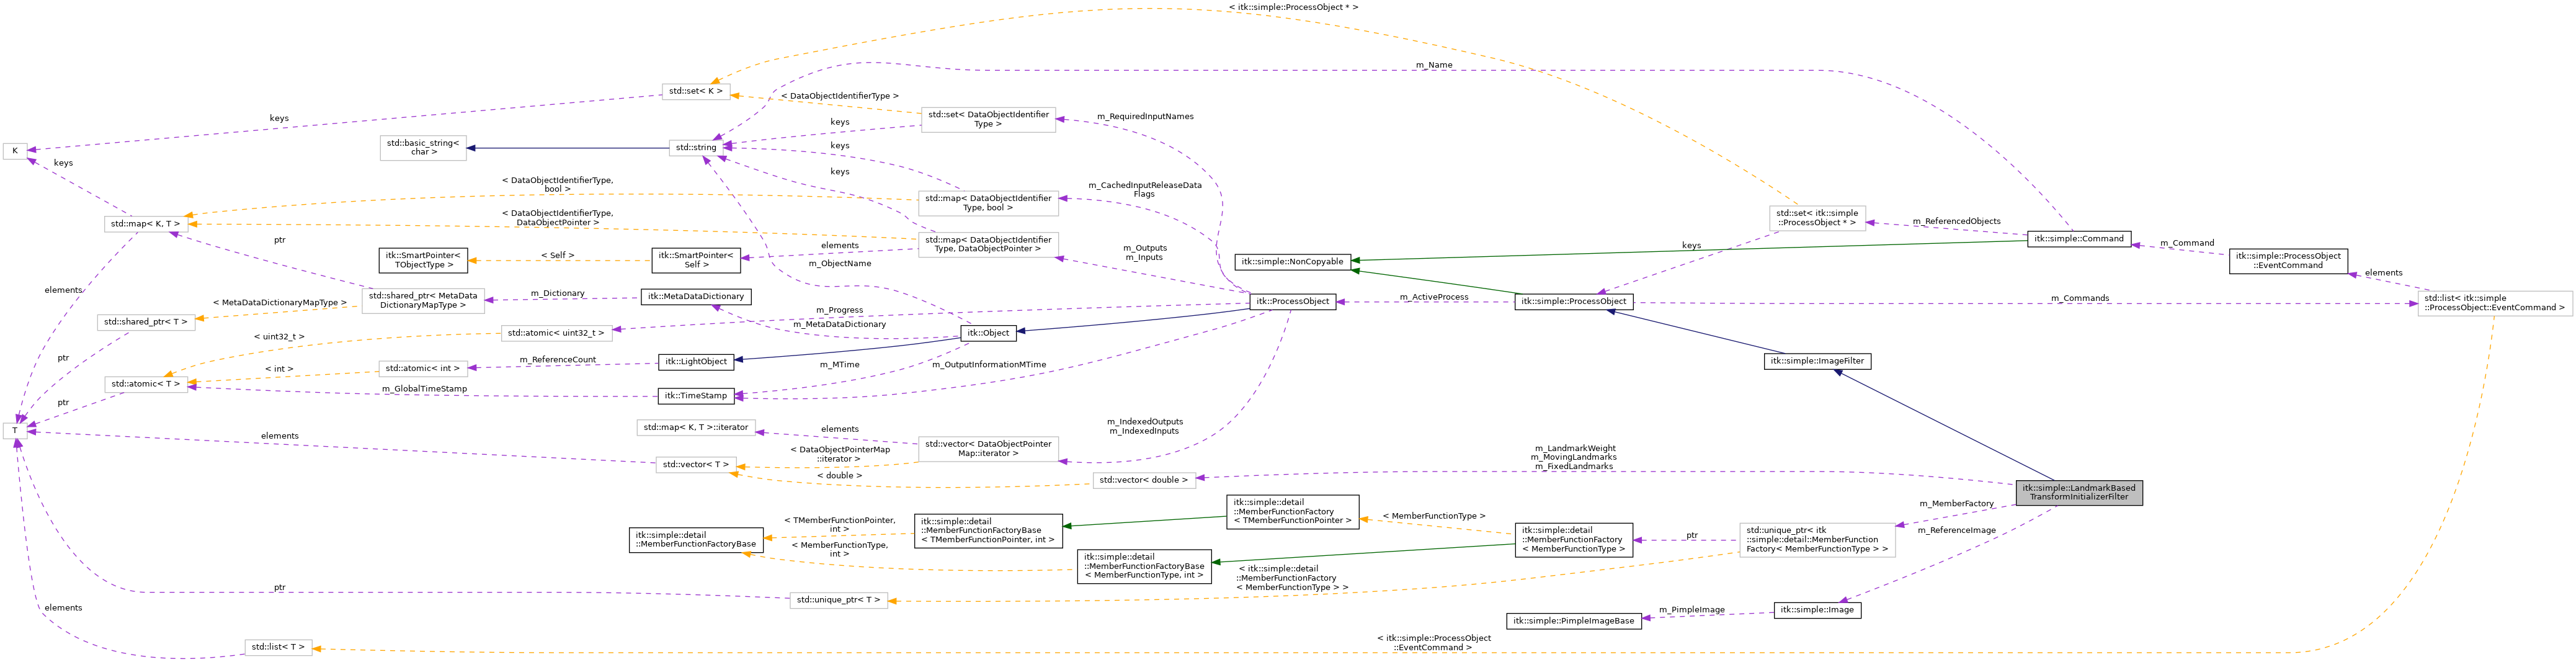 < itk::simple::ProcessObject * >
m_Name
std::set< K >
< DataObjectIdentifierType >
keys
std::set< DataObjectIdentifier
Type >
m_RequiredInputNames
keys
K
std::basic_string<
char >
std::string
keys
keys
keys
< DataObjectIdentifierType,
bool >
std::map< DataObjectIdentifier
Type, bool >
m_CachedInputReleaseData
Flags
std::map< K, T >
< DataObjectIdentifierType,
DataObjectPointer >
std::map< DataObjectIdentifier
Type, DataObjectPointer >
m_Outputs
m_Inputs
std::set< itk::simple
::ProcessObject * >
m_ReferencedObjects
itk::simple::Command
m_Command
itk::simple::ProcessObject
::EventCommand
elements
std::list< itk::simple
::ProcessObject::EventCommand >
ptr
itk::SmartPointer<
TObjectType >
< Self >
itk::SmartPointer<
Self >
elements
m_ObjectName
itk::simple::NonCopyable
keys
elements
std::shared_ptr< MetaData
DictionaryMapType >
m_Dictionary
itk::MetaDataDictionary
itk::ProcessObject
m_ActiveProcess
itk::simple::ProcessObject
m_Commands
< MetaDataDictionaryMapType >
std::shared_ptr< T >
m_Progress
m_MetaDataDictionary
itk::Object
< uint32_t >
std::atomic< uint32_t >
ptr
m_ReferenceCount
itk::LightObject
itk::simple::ImageFilter
< int >
std::atomic< int >
m_MTime
m_OutputInformationMTime
std::atomic< T >
m_GlobalTimeStamp
itk::TimeStamp
ptr
T
elements
std::map< K, T >::iterator
elements
std::vector< DataObjectPointer
Map::iterator >
m_IndexedOutputs
m_IndexedInputs
std::vector< T >
< DataObjectPointerMap
::iterator >
< double >
std::vector< double >
m_LandmarkWeight
m_MovingLandmarks
m_FixedLandmarks
itk::simple::LandmarkBased
TransformInitializerFilter
m_MemberFactory
m_ReferenceImage
itk::simple::detail
::MemberFunctionFactory
< TMemberFunctionPointer >
< MemberFunctionType >
itk::simple::detail
::MemberFunctionFactoryBase
< TMemberFunctionPointer, int >
< TMemberFunctionPointer,
int >
itk::simple::detail
::MemberFunctionFactoryBase
< MemberFunctionType,
int >
itk::simple::detail
::MemberFunctionFactoryBase
< MemberFunctionType, int >
itk::simple::detail
::MemberFunctionFactory
< MemberFunctionType >
ptr
std::unique_ptr< itk
::simple::detail::MemberFunction
Factory< MemberFunctionType > >
< itk::simple::detail
::MemberFunctionFactory
< MemberFunctionType > >
ptr
std::unique_ptr< T >
elements
itk::simple::PimpleImageBase
m_PimpleImage
itk::simple::Image
std::list< T >
< itk::simple::ProcessObject
::EventCommand >